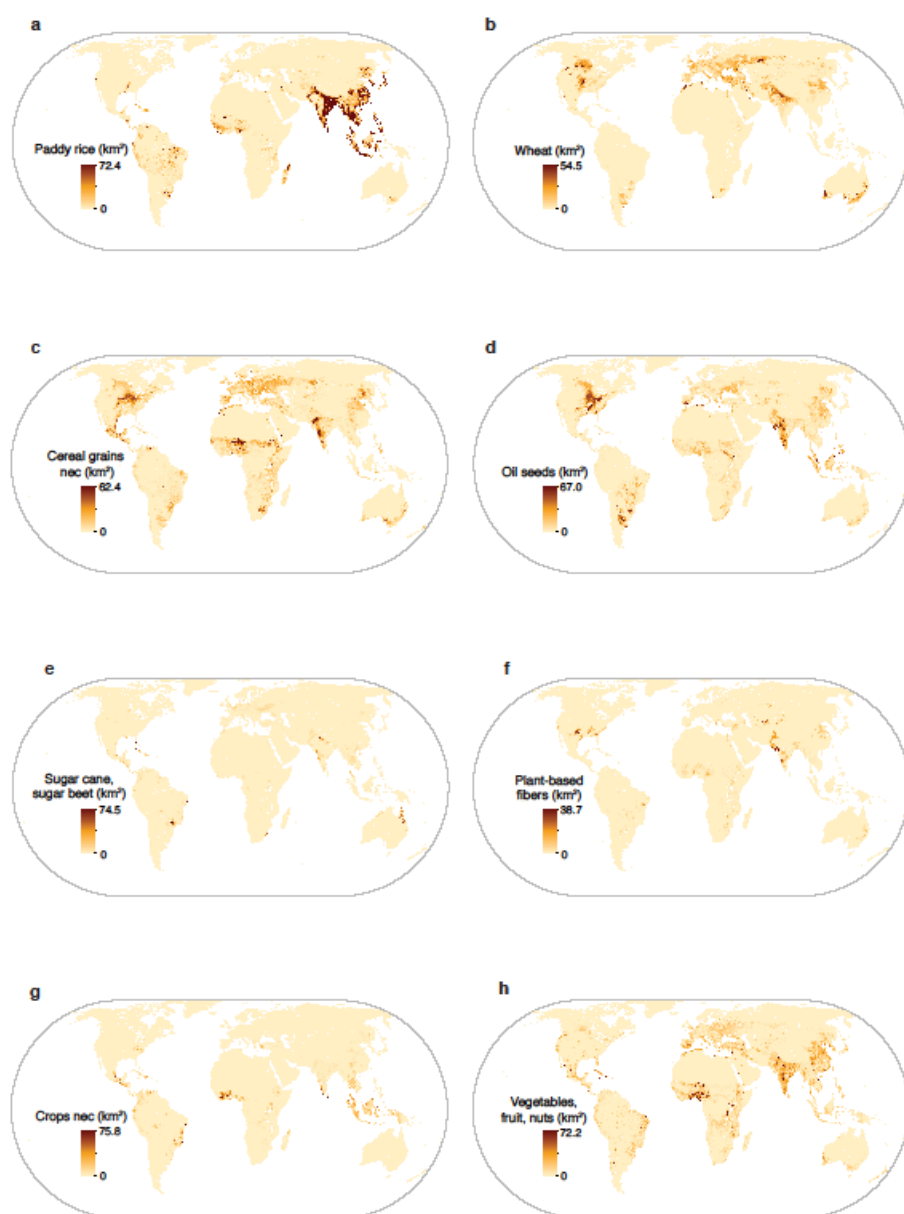 a
Paddy rice (km²)
72.4
0
b
Wheat (km²)
54.5
0
c
Cereal grains
nec (km²)
62.4
0
d
Oil seeds (km²)
67.0
0
e
Sugar cane,
sugar beet (km²)
74.5
0
f
Plant-based
fibers (km²)
38.7
0
g
Crops nec (km²)
75.8
0
h
Vegetables,
fruit, nuts (km²)
72.2
0